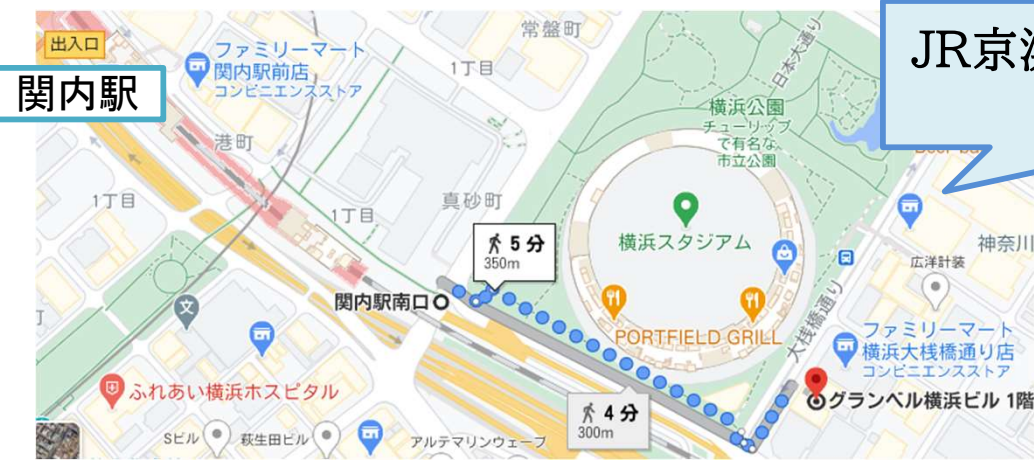 JR京浜
出入口
関内駅
ファミリーマート
関内駅前店
コンビニエンスストア
常盤町
1丁目
日本大通り
横浜公園
チューリップ
で有名な
市立公園
港町
1丁目
1丁目
真砂町
5 分
350m
横浜スタジアム
神奈川
広洋計装
関内駅南口
PORTFIELD GRILL
大桟橋通り
ファミリーマート
横浜大桟橋通り店
コンビニエンスストア
ふれあい横浜ホスピタル
4 分
300m
グランベル横浜ビル 1階
Sビル
萩生田ビル
アルテマリンウェーブ